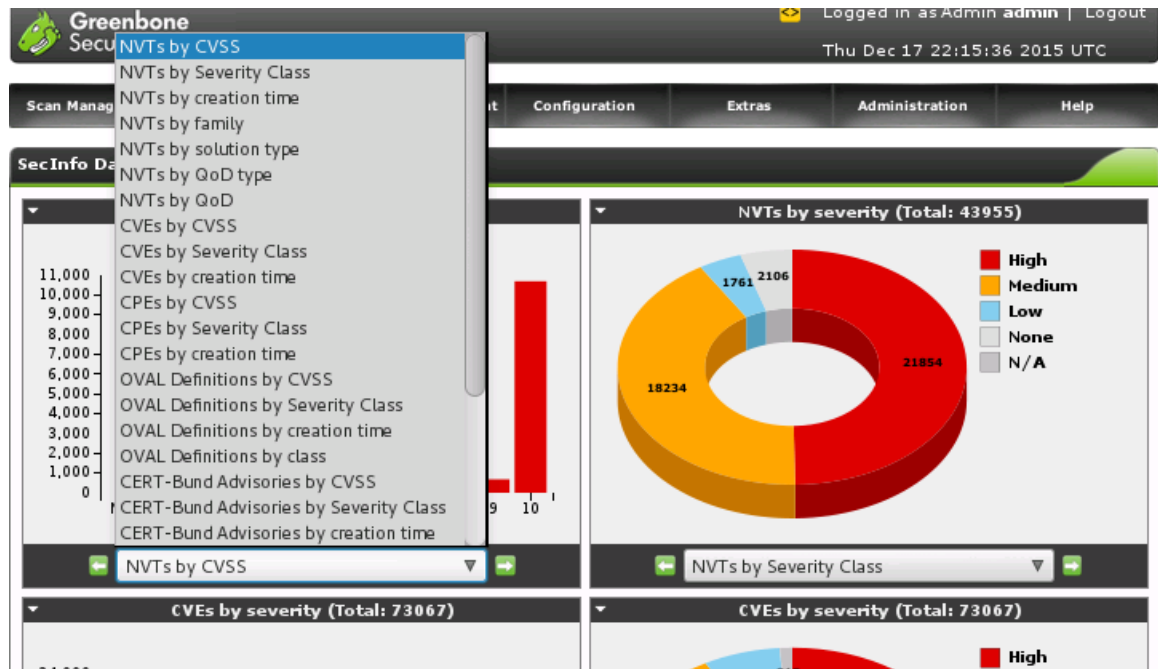 Greenbone
Secu
Logged in as Admin admin | Logout
Thu Dec 17 22:15:36 2015 UTC
Scan Manag
t
Configuration
Extras
Administration
Help
SecInfo Da
NVTs by CVSS
NVTs by Severity Class
NVTs by creation time
NVTs by family
NVTs by solution type
NVTs by QoD type
NVTs by QoD
CVEs by CVSS
CVEs by Severity Class
CVEs by creation time
CPEs by CVSS
CPEs by Severity Class
CPEs by creation time
OVAL Definitions by CVSS
OVAL Definitions by Severity Class
OVAL Definitions by creation time
OVAL Definitions by class
CERT-Bund Advisories by CVSS
CERT-Bund Advisories by Severity Class
CERT-Bund Advisories by creation time
11,000
10,000
9,000
8,000
7,000
6,000
5,000
4,000
3,000
2,000
1,000
0
9
10
NVTs by CVSS
NVTs by severity (Total: 43955)
1761
2106
21854
18234
High
Medium
Low
None
N/A
NVTs by Severity Class
CVEs by severity (Total: 73067)
CVEs by severity (Total: 73067)
High